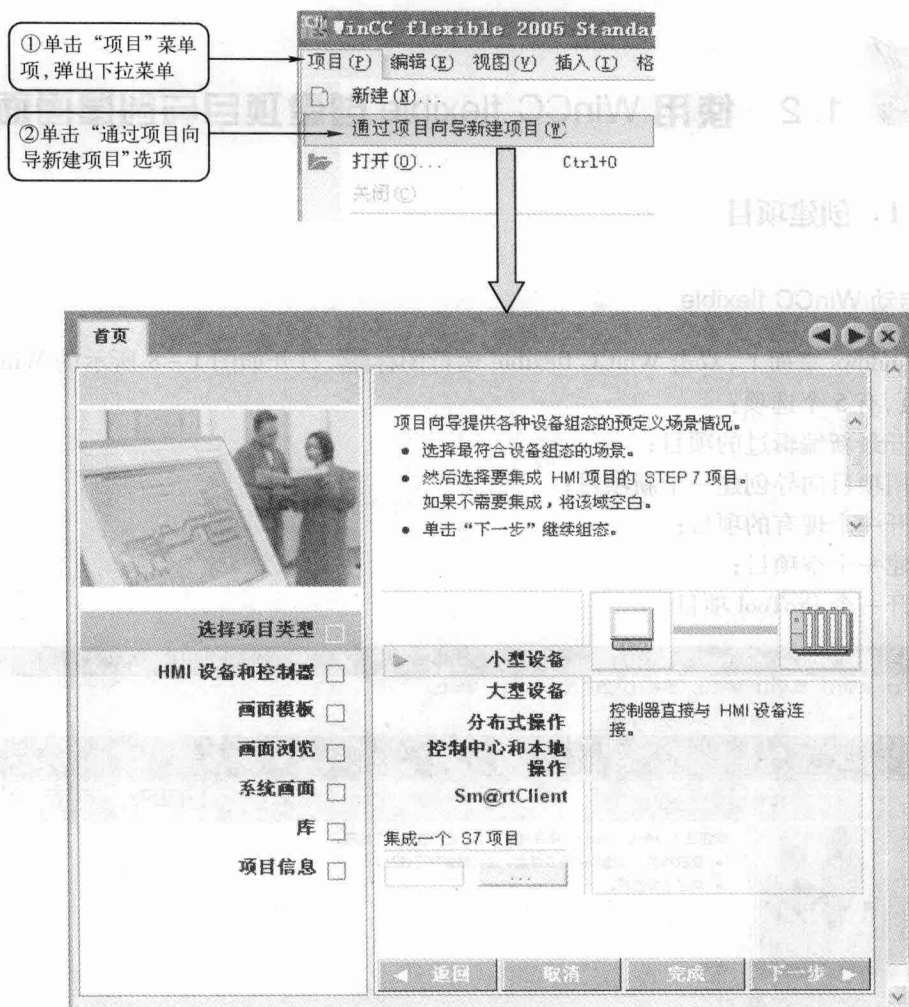 ①单击“项目”菜单
项,弹出下拉菜单
②单击“通过项目向
导新建项目”选项
WinCC flexible 2005 Standar
项目(P) 编辑(E) 视图(V) 插入(I) 格
新建(N)...
通过项目向导新建项目(W)
打开(O)... Ctrl+O
关闭(C)
1.2 使用 WinCC flexible
1. 创建项目
WinCC flexible
首页
项目向导提供各种设备组态的预定义场景情况。
• 选择最符合设备组态的场景。
• 然后选择要集成 HMI项目的 STEP 7 项目。
如果不需要集成，将该域空白。
• 单击“下一步”继续组态。
选择项目类型
HMI 设备和控制器
画面模板
画面浏览
系统画面
库
项目信息
小型设备
大型设备
分布式操作
控制中心和本地
操作
Sm@rtClient
集成一个 S7 项目
...
控制器直接与 HMI 设备连
接。
返回 取消 完成 下一步